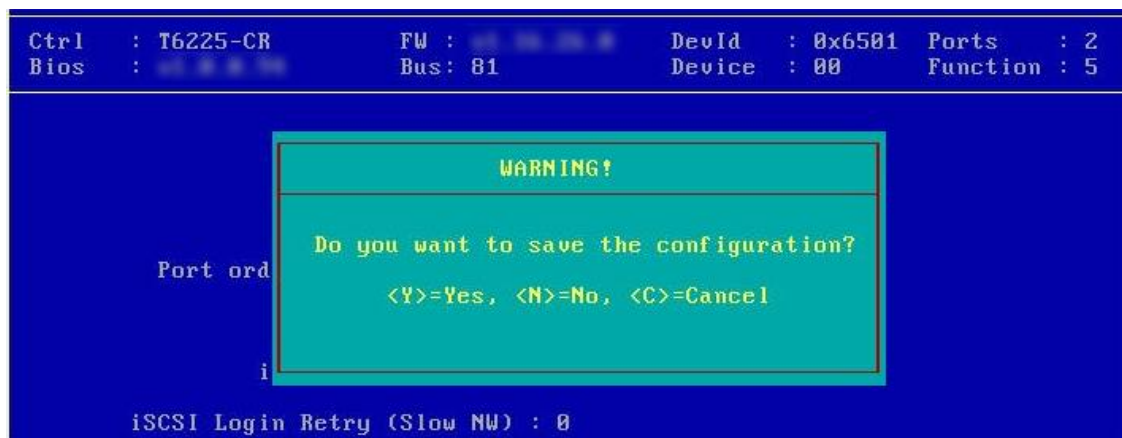 Ctrl : T6225-CR FW : DevId : 0x6501 Ports : 2
Bios : Bus: 81 Device : 00 Function : 5
WARNING!
Do you want to save the configuration?
Port ord
<Y>=Yes, <N>=No, <C>=Cancel
i
iSCSI Login Retry (Slow NW) : 0